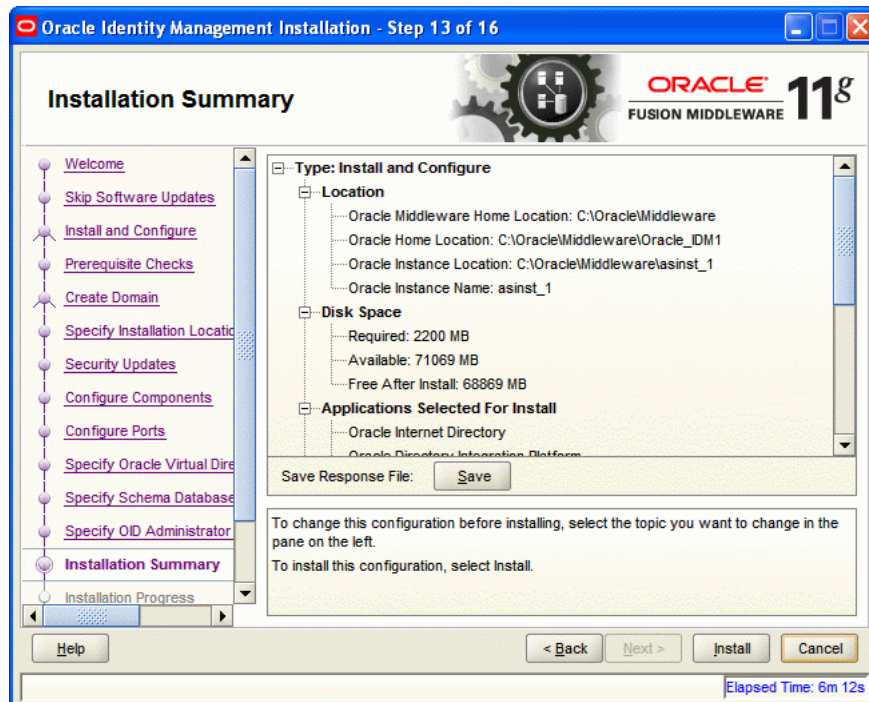 Oracle Identity Management Installation - Step 13 of 16
Installation Summary
ORACLE
FUSION MIDDLEWARE
11g
Welcome
Skip Software Updates
Install and Configure
Prerequisite Checks
Create Domain
Specify Installation Locatio
Security Updates
Configure Components
Configure Ports
Specify Oracle Virtual Dire
Specify Schema Database
Specify OID Administrator
Installation Summary
Installation Progress
Type: Install and Configure
Location
Oracle Middleware Home Location: C:\Oracle\Middleware
Oracle Home Location: C:\Oracle\Middleware\Oracle_IDM1
Oracle Instance Location: C:\Oracle\Middleware\asinst_1
Oracle Instance Name: asinst_1
Disk Space
Required: 2200 MB
Available: 71069 MB
Free After Install: 68869 MB
Applications Selected For Install
Oracle Internet Directory
Oracle Directory Integration Platform
Save Response File: Save
To change this configuration before installing, select the topic you want to change in the
pane on the left.
To install this configuration, select Install.
Help < Back Next > Install Cancel
Elapsed Time: 6m 12s